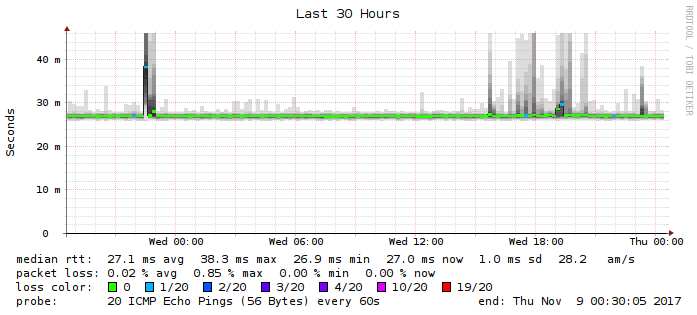 Last 30 Hours
RRDTOOL / TOBI OETIKER
Seconds
40 m
30 m
20 m
10 m
0
Wed 00:00 Wed 06:00 Wed 12:00 Wed 18:00 Thu 00:00
median rtt: 27.1 ms avg 38.3 ms max 26.9 ms min 27.0 ms now 1.0 ms sd 28.2 am/s
packet loss: 0.02 % avg 0.85 % max 0.00 % min 0.00 % now
loss color: 0 1/20 2/20 3/20 4/20 10/20 19/20
probe: 20 ICMP Echo Pings (56 Bytes) every 60s end: Thu Nov 9 00:30:05 2017